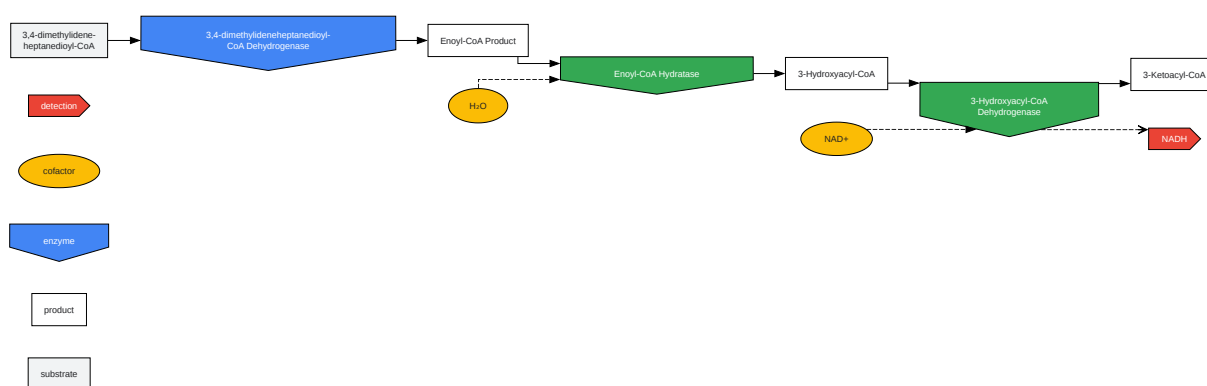 3,4-dimethylidene-
heptanedioyl-CoA
3,4-dimethylideneheptanedioyl-
CoA Dehydrogenase
Enoyl-CoA Product
Enoyl-CoA Hydratase
H₂O
3-Hydroxyacyl-CoA
3-Hydroxyacyl-CoA
Dehydrogenase
NAD+
3-Ketoacyl-CoA
NADH
detection
cofactor
enzyme
product
substrate